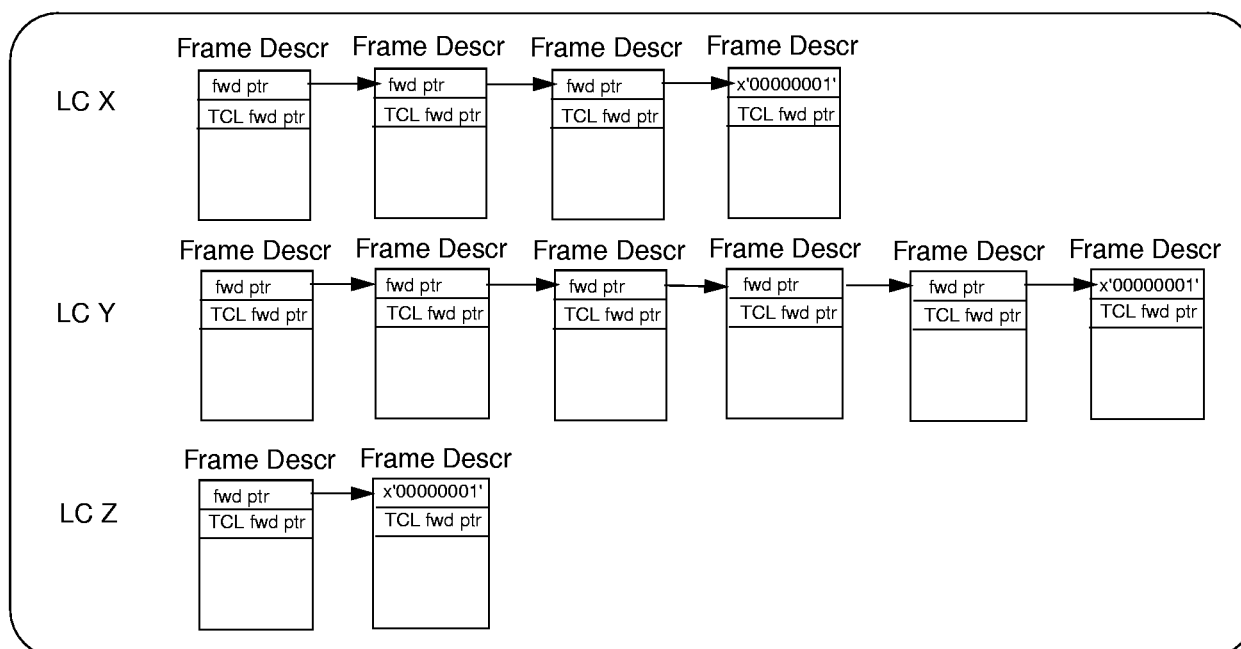 Frame Descr Frame Descr Frame Descr Frame Descr
LC X
fwd ptr fwd ptr fwd ptr x'00000001'
TCL fwd ptr TCL fwd ptr TCL fwd ptr TCL fwd ptr
Frame Descr Frame Descr Frame Descr Frame Descr Frame Descr Frame Descr
LC Y
fwd ptr fwd ptr fwd ptr fwd ptr fwd ptr x'00000001'
TCL fwd ptr TCL fwd ptr TCL fwd ptr TCL fwd ptr TCL fwd ptr TCL fwd ptr
Frame Descr Frame Descr
LC Z
fwd ptr x'00000001'
TCL fwd ptr TCL fwd ptr